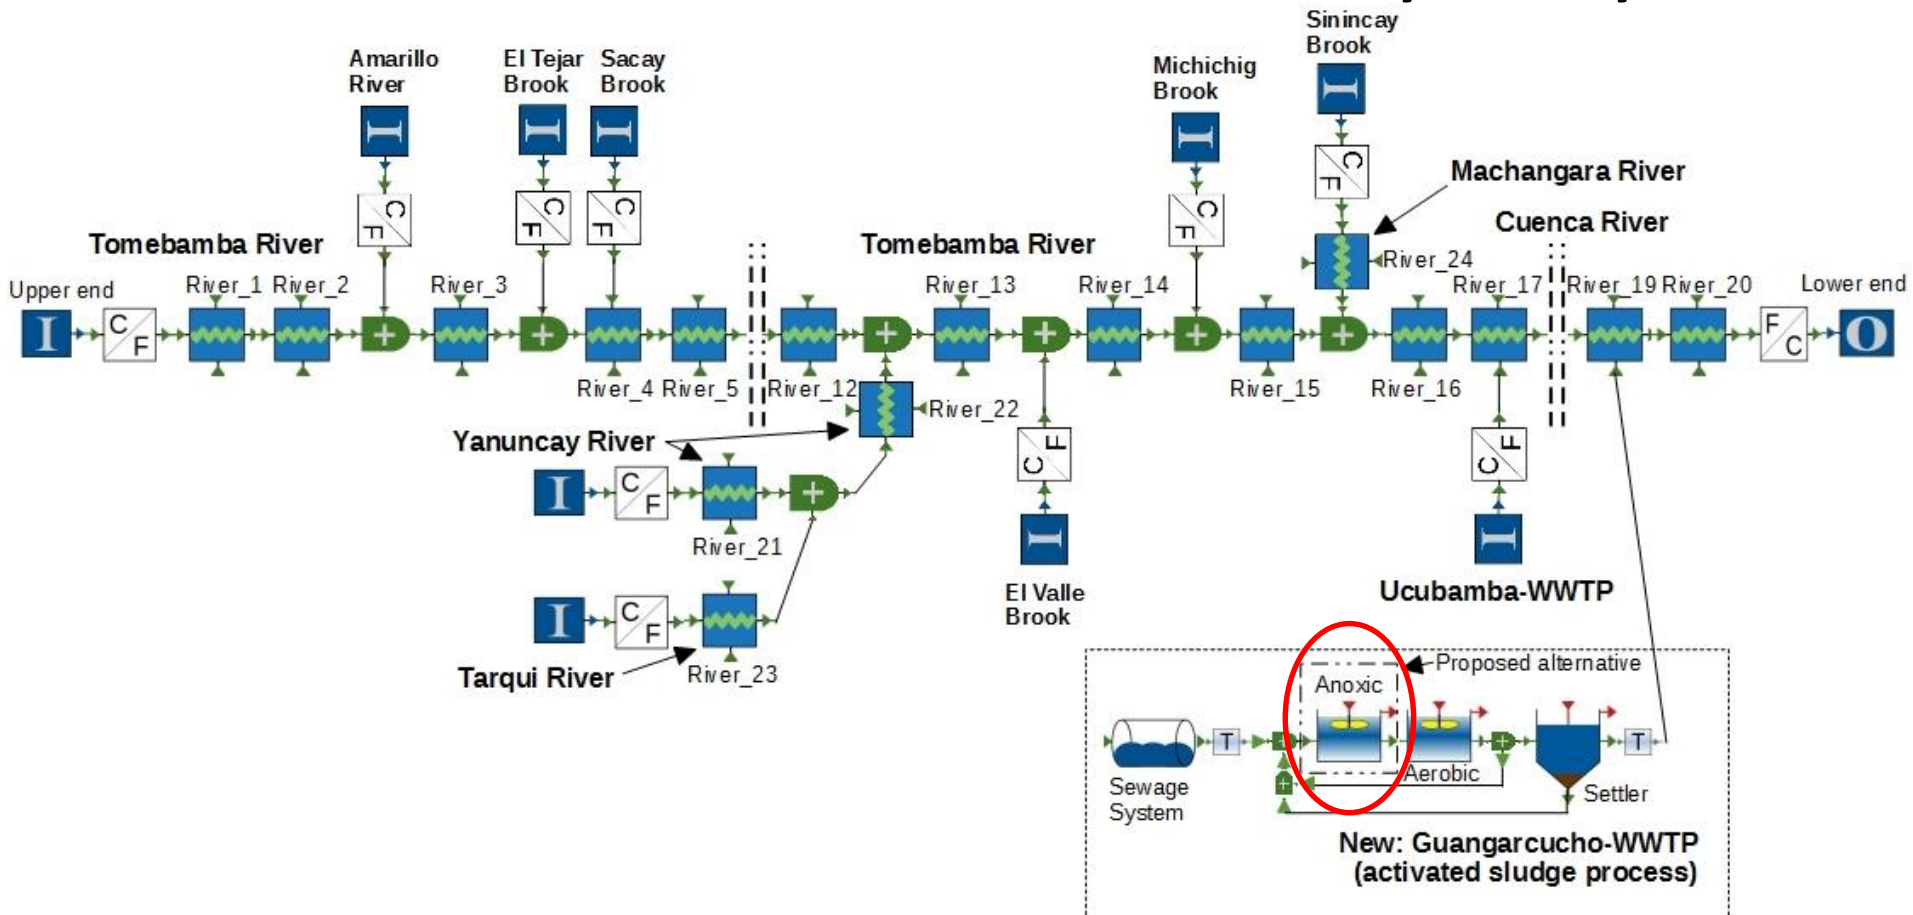 Sinincay
Brook
Amarillo
River
El Tejar
Brook
Sacay
Brook
Michichig
Brook
C
F
Machangara River
C
F
C
F
C
F
C
F
Cuenca River
Tomebamba River
Tomebamba River
River_24
Upper end
River_1
River_2
River_3
River_13
River_14
River_17
River_19
River_20
Lower end
I
C
F
F
C
O
River_4
River_5
River_12
River_15
River_16
River_22
Yanuncay River
C
F
C
F
I
C
F
River_21
I
C
F
El Valle
Brook
Ucubamba-WWTP
River_23
Tarqui River
Proposed alternative
Anoxic
T
T
Aerobic
Sewage
System
Settler
New: Guangarcucho-WWTP
(activated sludge process)